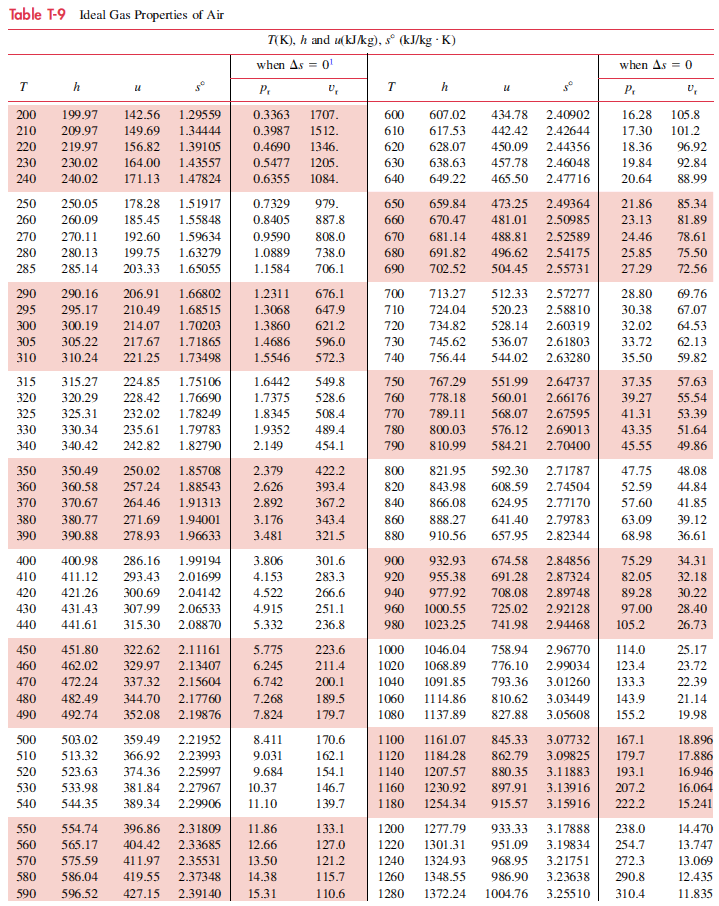 Table T-9 Ideal Gas Properties of Air
T(K), h and u(kJ/kg), s° (kJ/kg · K)
when Δs = 0¹ when Δs = 0
T h u s° pᵣ vᵣ T h u s° pᵣ vᵣ
200 199.97 142.56 1.29559 0.3363 1707. 600 607.02 434.78 2.40902 16.28 105.8
210 209.97 149.69 1.34444 0.3987 1512. 610 617.53 442.42 2.42644 17.30 101.2
220 219.97 156.82 1.39105 0.4690 1346. 620 628.07 450.09 2.44356 18.36 96.92
230 230.02 164.00 1.43557 0.5477 1205. 630 638.63 457.78 2.46048 19.84 92.84
240 240.02 171.13 1.47824 0.6355 1084. 640 649.22 465.50 2.47716 20.64 88.99
250 250.05 178.28 1.51917 0.7329 979. 650 659.84 473.25 2.49364 21.86 85.34
260 260.09 185.45 1.55848 0.8405 887.8 660 670.47 481.01 2.50985 23.13 81.89
270 270.11 192.60 1.59634 0.9590 808.0 670 681.14 488.81 2.52589 24.46 78.61
280 280.13 199.75 1.63279 1.0889 738.0 680 691.82 496.62 2.54175 25.85 75.50
285 285.14 203.33 1.65055 1.1584 706.1 690 702.52 504.45 2.55731 27.29 72.56
290 290.16 206.91 1.66802 1.2311 676.1 700 713.27 512.33 2.57277 28.80 69.76
295 295.17 210.49 1.68515 1.3068 647.9 710 724.04 520.23 2.58810 30.38 67.07
300 300.19 214.07 1.70203 1.3860 621.2 720 734.82 528.14 2.60319 32.02 64.53
305 305.22 217.67 1.71865 1.4686 596.0 730 745.62 536.07 2.61803 33.72 62.13
310 310.24 221.25 1.73498 1.5546 572.3 740 756.44 544.02 2.63280 35.50 59.82
315 315.27 224.85 1.75106 1.6442 549.8 750 767.29 551.99 2.64737 37.35 57.63
320 320.29 228.42 1.76690 1.7375 528.6 760 778.18 560.01 2.66176 39.27 55.54
325 325.31 232.02 1.78249 1.8345 508.4 770 789.11 568.07 2.67595 41.31 53.39
330 330.34 235.61 1.79783 1.9352 489.4 780 800.03 576.12 2.69013 43.35 51.64
340 340.42 242.82 1.82790 2.149 454.1 790 810.99 584.21 2.70400 45.55 49.86
350 350.49 250.02 1.85708 2.379 422.2 800 821.95 592.30 2.71787 47.75 48.08
360 360.58 257.24 1.88543 2.626 393.4 820 843.98 608.59 2.74504 52.59 44.84
370 370.67 264.46 1.91313 2.892 367.2 840 866.08 624.95 2.77170 57.60 41.85
380 380.77 271.69 1.94001 3.176 343.4 860 888.27 641.40 2.79783 63.09 39.12
390 390.88 278.93 1.96633 3.481 321.5 880 910.56 657.95 2.82344 68.98 36.61
400 400.98 286.16 1.99194 3.806 301.6 900 932.93 674.58 2.84856 75.29 34.31
410 411.12 293.43 2.01699 4.153 283.3 920 955.38 691.28 2.87324 82.05 32.18
420 421.26 300.69 2.04142 4.522 266.6 940 977.92 708.08 2.89748 89.28 30.22
430 431.43 307.99 2.06533 4.915 251.1 960 1000.55 725.02 2.92128 97.00 28.40
440 441.61 315.30 2.08870 5.332 236.8 980 1023.25 741.98 2.94468 105.2 26.73
450 451.80 322.62 2.11161 5.775 223.6 1000 1046.04 758.94 2.96770 114.0 25.17
460 462.02 329.97 2.13407 6.245 211.4 1020 1068.89 776.10 2.99034 123.4 23.72
470 472.24 337.32 2.15604 6.742 200.1 1040 1091.85 793.36 3.01260 133.3 22.39
480 482.49 344.70 2.17760 7.268 189.5 1060 1114.86 810.62 3.03449 143.9 21.14
490 492.74 352.08 2.19876 7.824 179.7 1080 1137.89 827.88 3.05608 155.2 19.98
500 503.02 359.49 2.21952 8.411 170.6 1100 1161.07 845.33 3.07732 167.1 18.896
510 513.32 366.92 2.23993 9.031 162.1 1120 1184.28 862.79 3.09825 179.7 17.886
520 523.63 374.36 2.25997 9.684 154.1 1140 1207.57 880.35 3.11883 193.1 16.946
530 533.98 381.84 2.27967 10.37 146.7 1160 1230.92 897.91 3.13916 207.2 16.064
540 544.35 389.34 2.29906 11.10 139.7 1180 1254.34 915.57 3.15916 222.2 15.241
550 554.74 396.86 2.31809 11.86 133.1 1200 1277.79 933.33 3.17888 238.0 14.470
560 565.17 404.42 2.33685 12.66 127.0 1220 1301.31 951.09 3.19834 254.7 13.747
570 575.59 411.97 2.35531 13.50 121.2 1240 1324.93 968.95 3.21751 272.3 13.069
580 586.04 419.55 2.37348 14.38 115.7 1260 1348.55 986.90 3.23638 290.8 12.435
590 596.52 427.15 2.39140 15.31 110.6 1280 1372.24 1004.76 3.25510 310.4 11.835